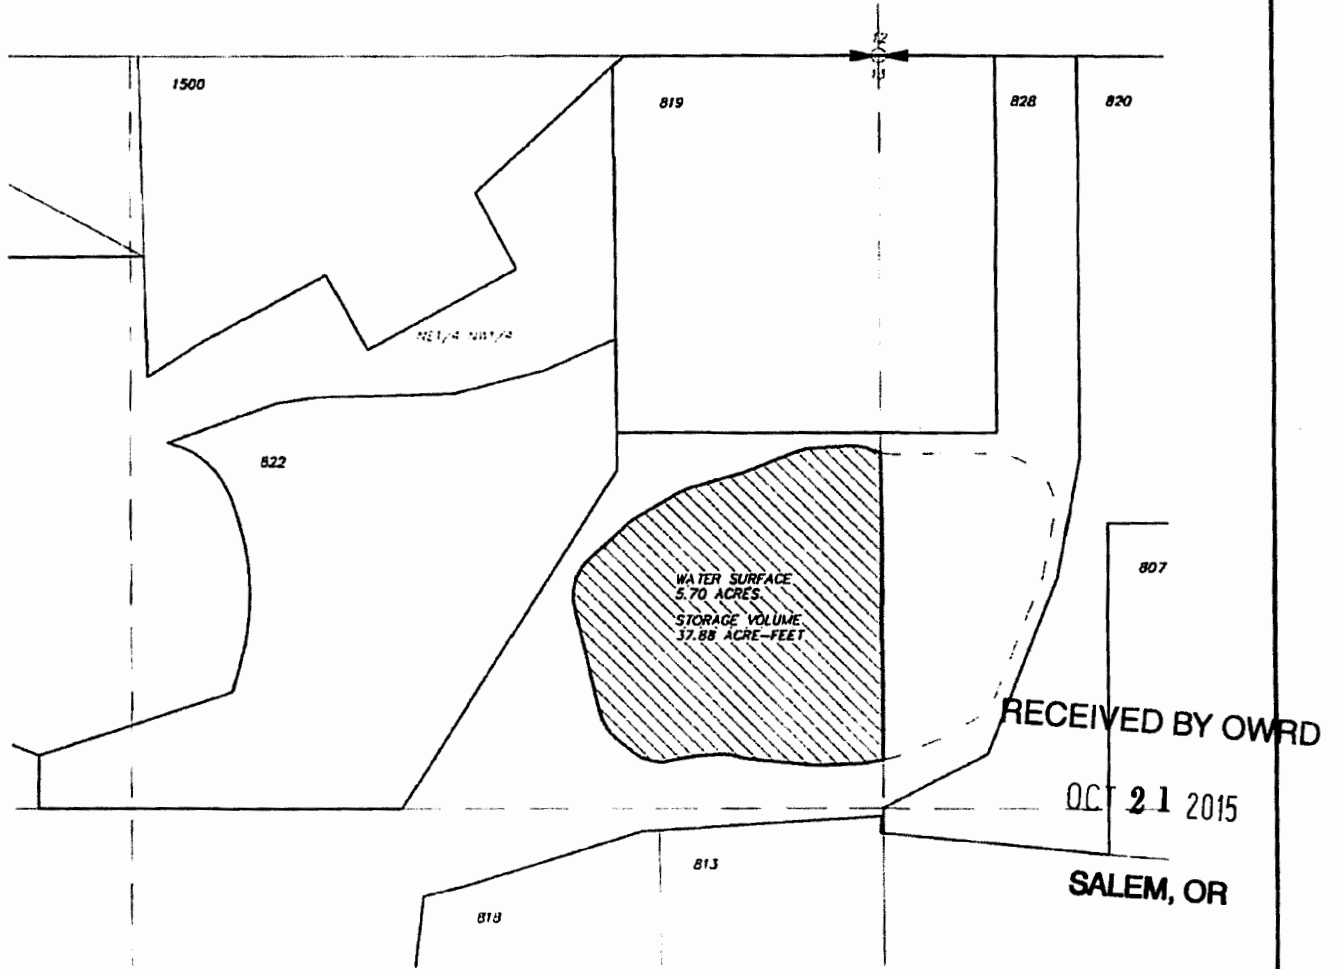 12
1500
819
828
820
NE1/4 NW1/4
822
WATER SURFACE
5.70 ACRES.
STORAGE VOLUME
37.88 ACRE-FEET
807
RECEIVED BY OWRD
OCT 21 2015
SALEM, OR
813
818